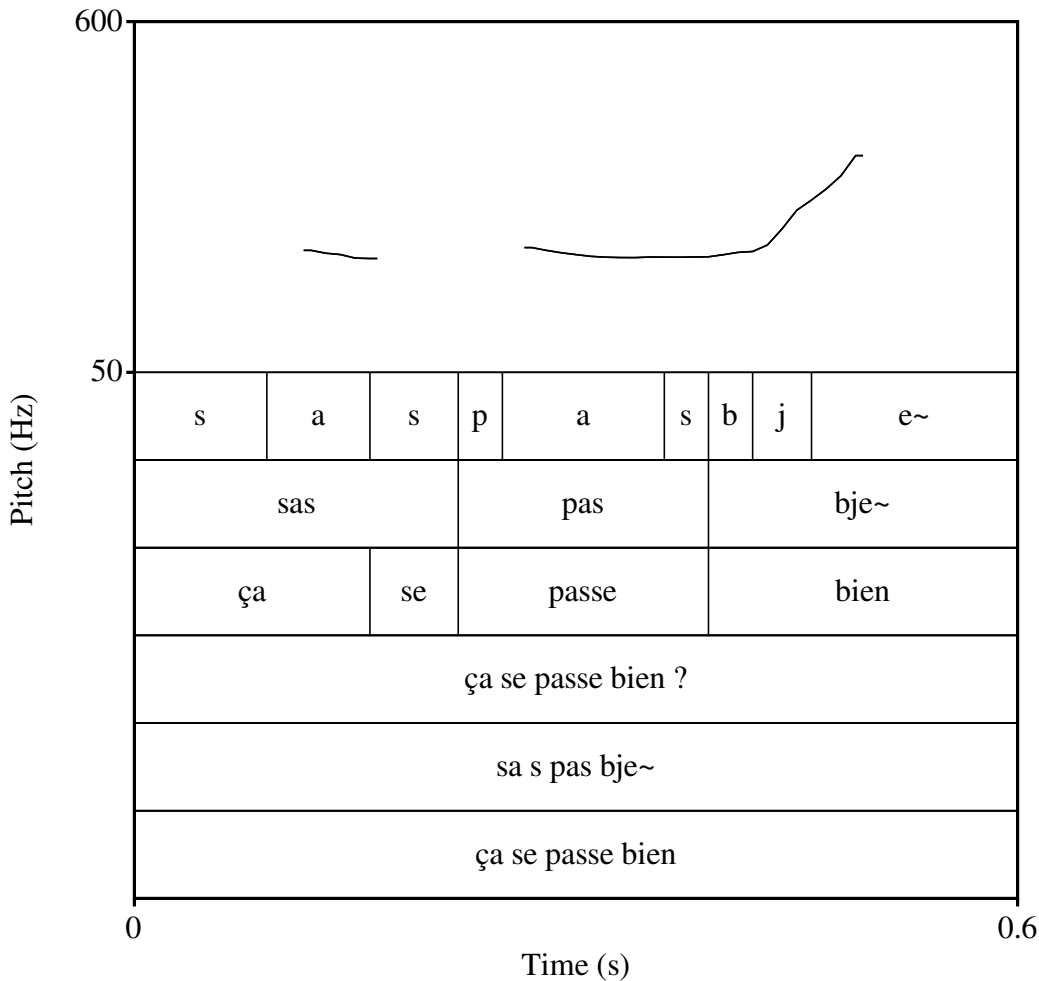 600
50
Pitch (Hz)
s a s p a s b j e~
sas pas bje~
ça se passe bien
ça se passe bien ?
sa s pas bje~
ça se passe bien
0 0.6
Time (s)